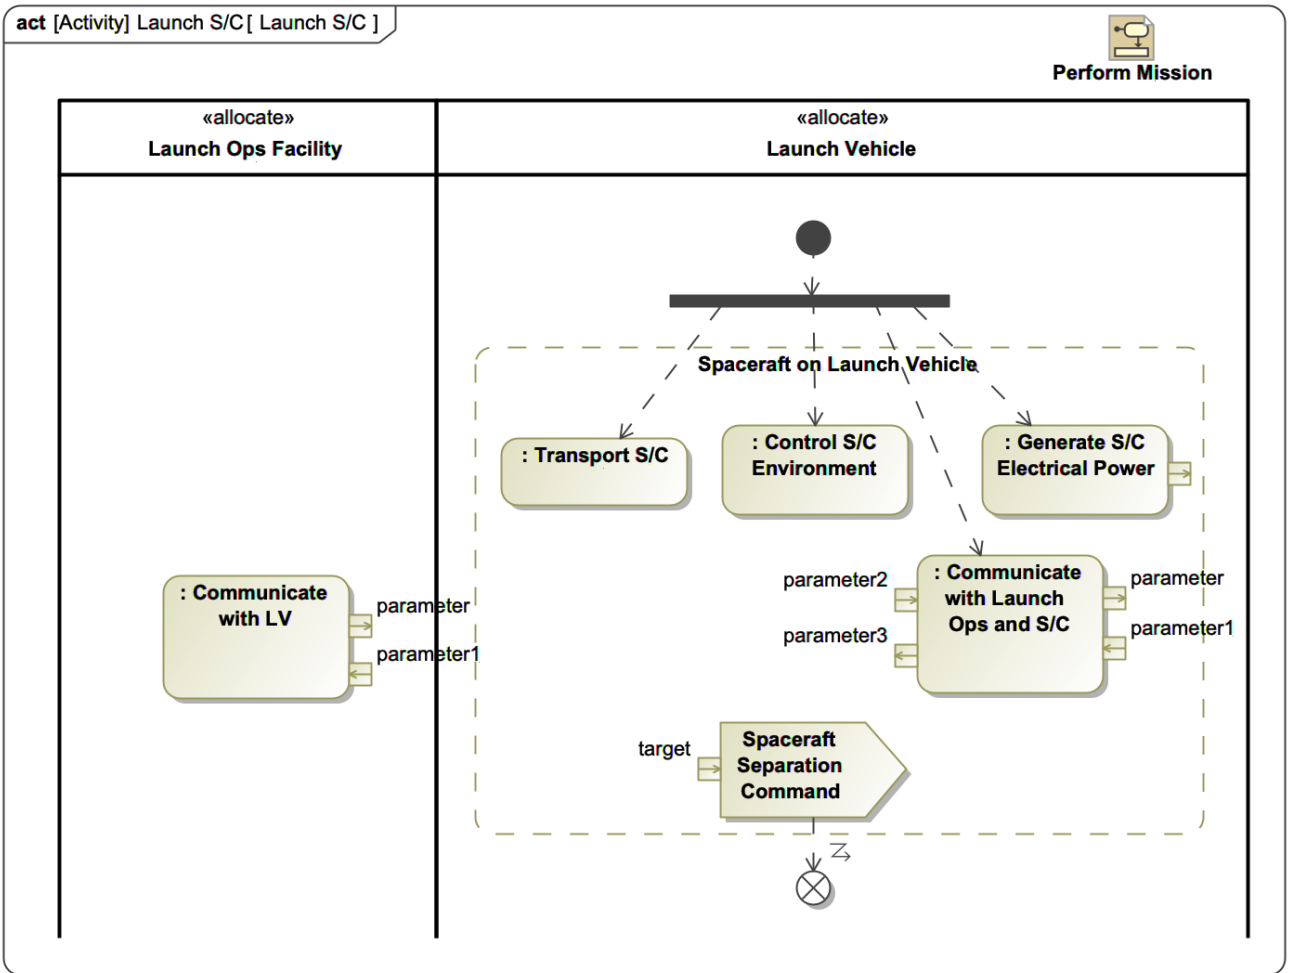 act [Activity] Launch S/C [ Launch S/C ]
Perform Mission
«allocate»
Launch Ops Facility
«allocate»
Launch Vehicle
Spaceraft on Launch Vehicle
: Transport S/C
: Control S/C
Environment
: Generate S/C
Electrical Power
: Communicate
with LV
parameter
parameter1
parameter2
parameter3
: Communicate
with Launch
Ops and S/C
parameter
parameter1
target
Spaceraft
Separation
Command